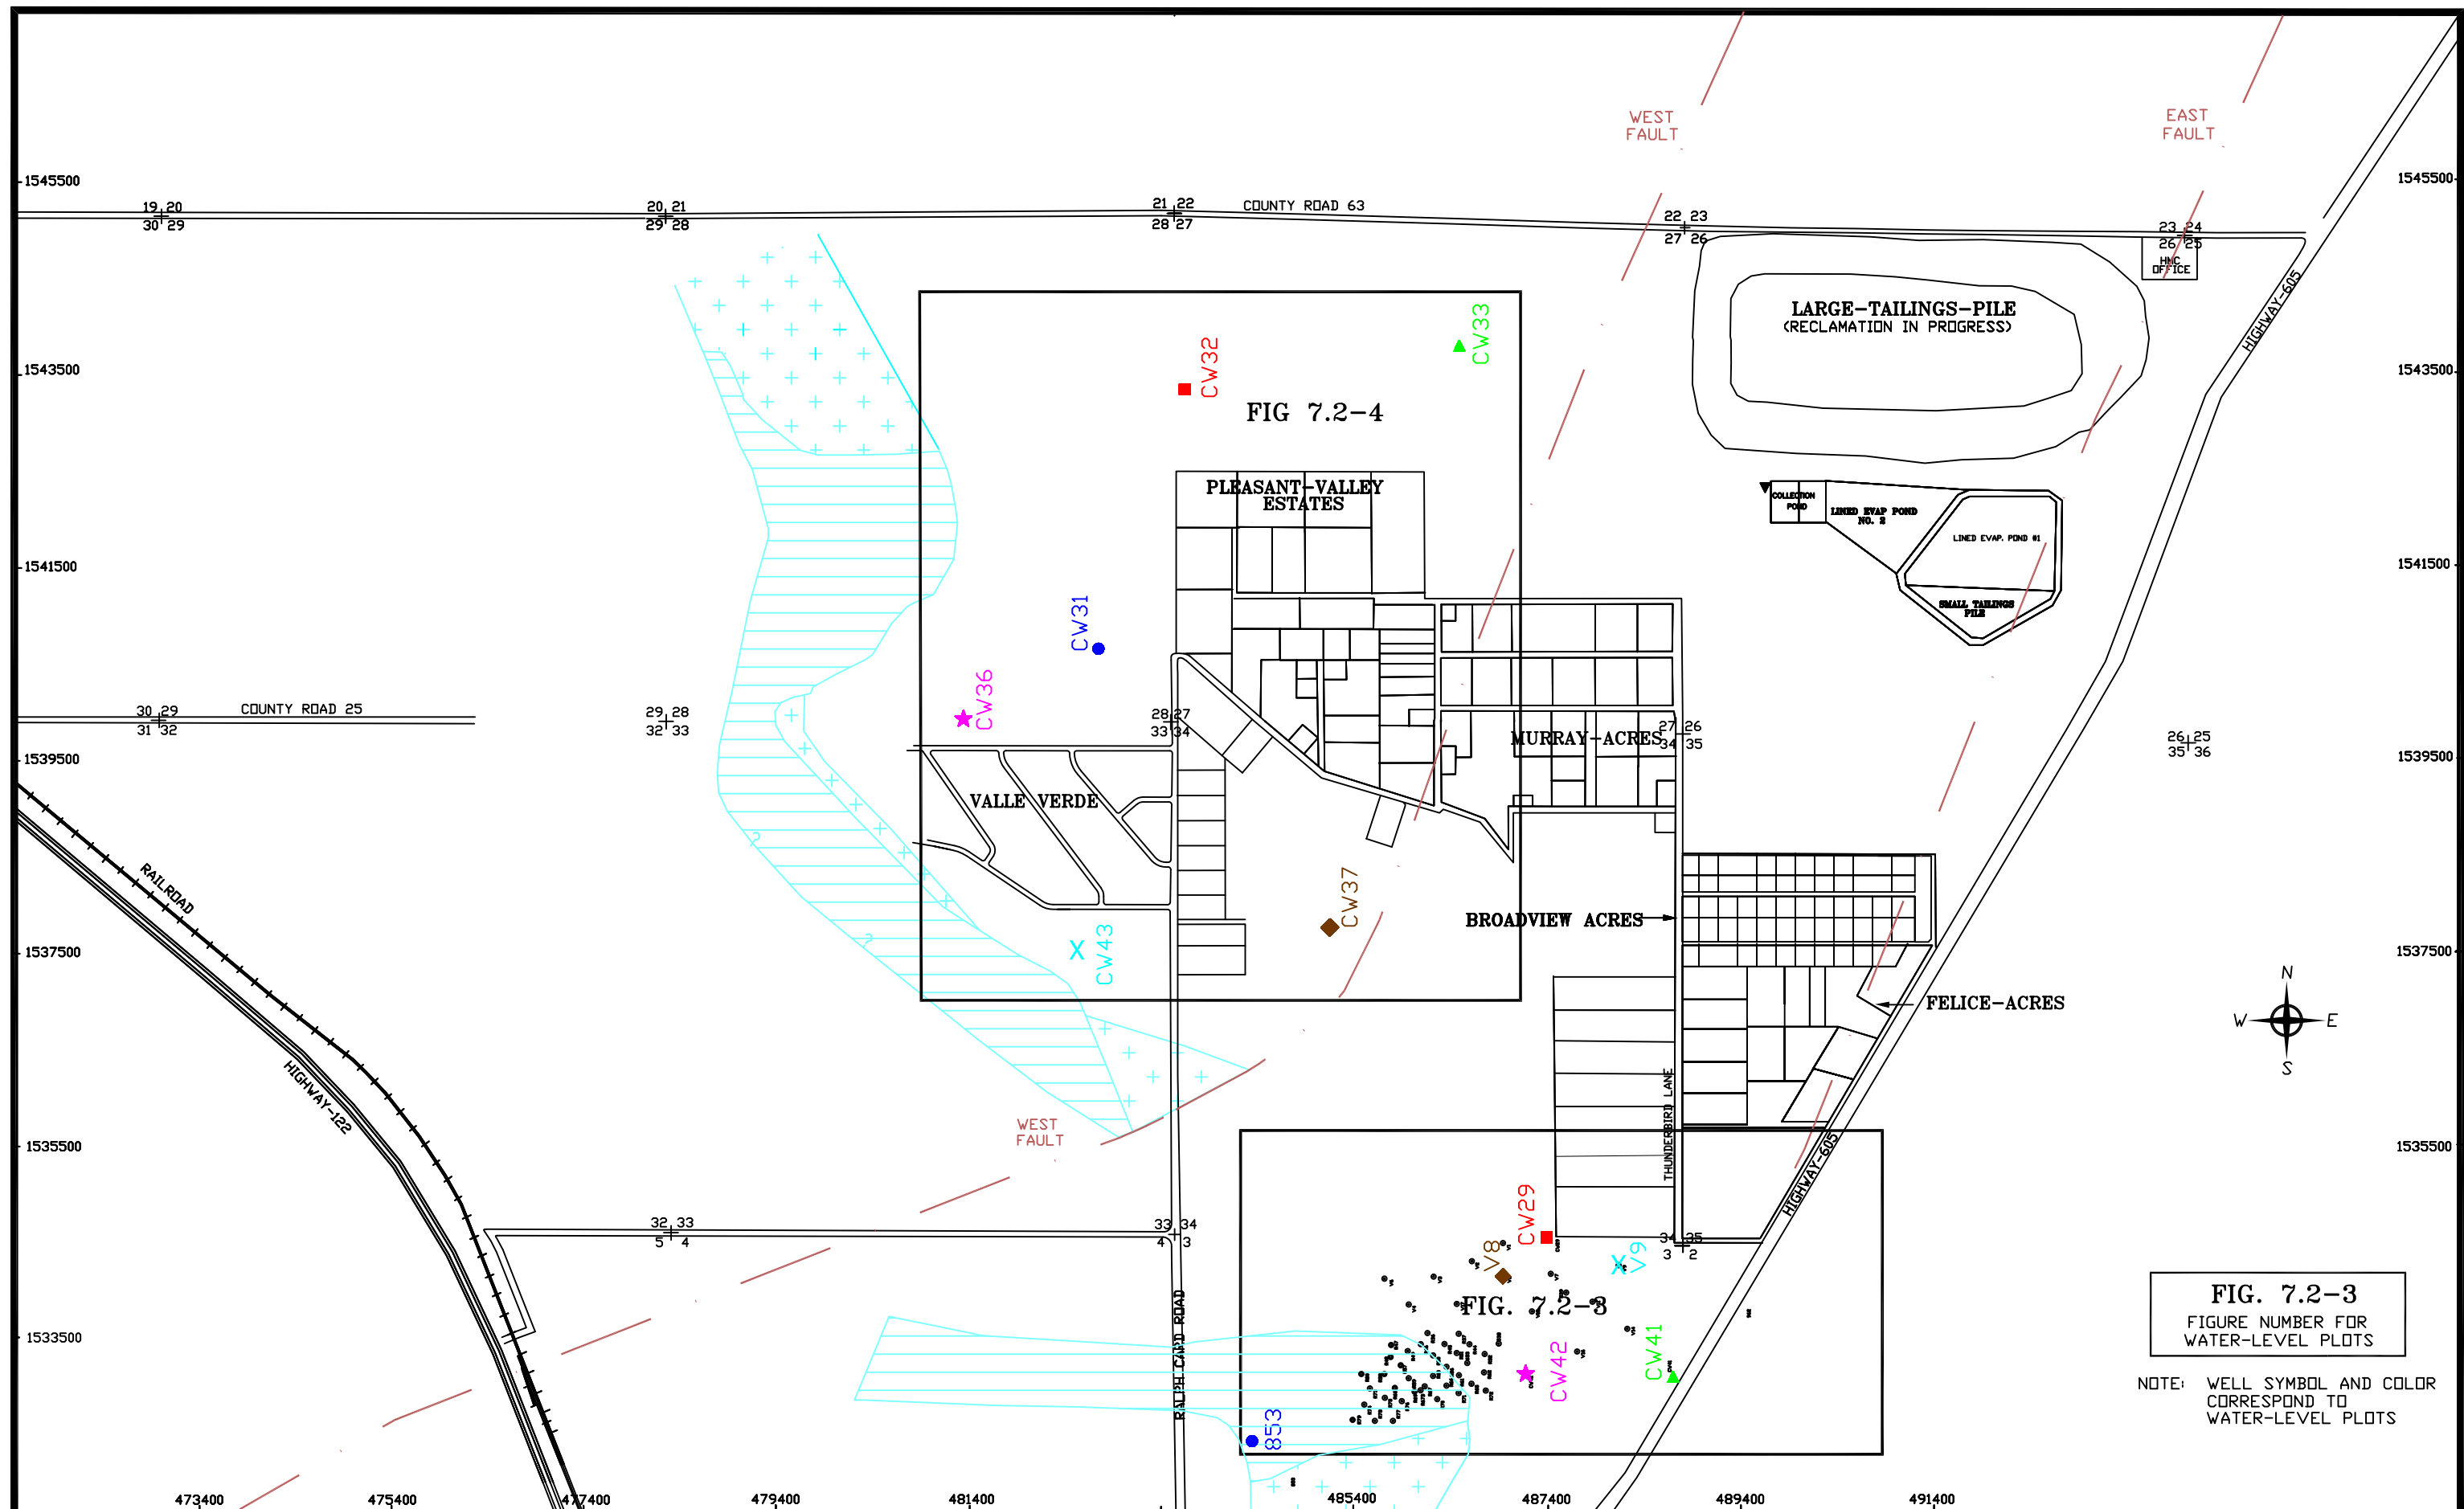 WEST
FAULT
EAST
FAULT
1545500
1545500
19 20
30 29
20 21
29 28
21 22
28 27
COUNTY ROAD 63
22 23
27 26
23 24
26 25
HMC
OFFICE
HIGHWAY-605
LARGE-TAILINGS-PILE
(RECLAMATION IN PROGRESS)
CW33
CW32
1543500
1543500
FIG 7.2-4
PLEASANT-VALLEY
ESTATES
COLLECTION
POND
LINED EVAP POND
NO. 2
LINED EVAP. POND #1
1541500
1541500
SMALL TAILINGS
PILE
CW31
CW36
30 29
31 32
COUNTY ROAD 25
29 28
32 33
28 27
33 34
27 26
34 35
26 25
35 36
MURRAY-ACRES
1539500
1539500
VALLE VERDE
RAILROAD
CW37
BROADVIEW ACRES
?
?
CW43
1537500
1537500
FELICE-ACRES
N
W
E
S
HIGHWAY-122
THUNDERBIRD LANE
WEST
FAULT
1535500
1535500
HIGHWAY-605
CW29
32 33
5 4
33 34
4 3
34 35
3 2
V8
V9
X
X
FIG. 7.2-3
RALPH CARD ROAD
1533500
FIG. 7.2-3
FIGURE NUMBER FOR
WATER-LEVEL PLOTS
CW42
CW41
NOTE: WELL SYMBOL AND COLOR
CORRESPOND TO
WATER-LEVEL PLOTS
853
473400
475400
477400
479400
481400
485400
487400
489400
491400